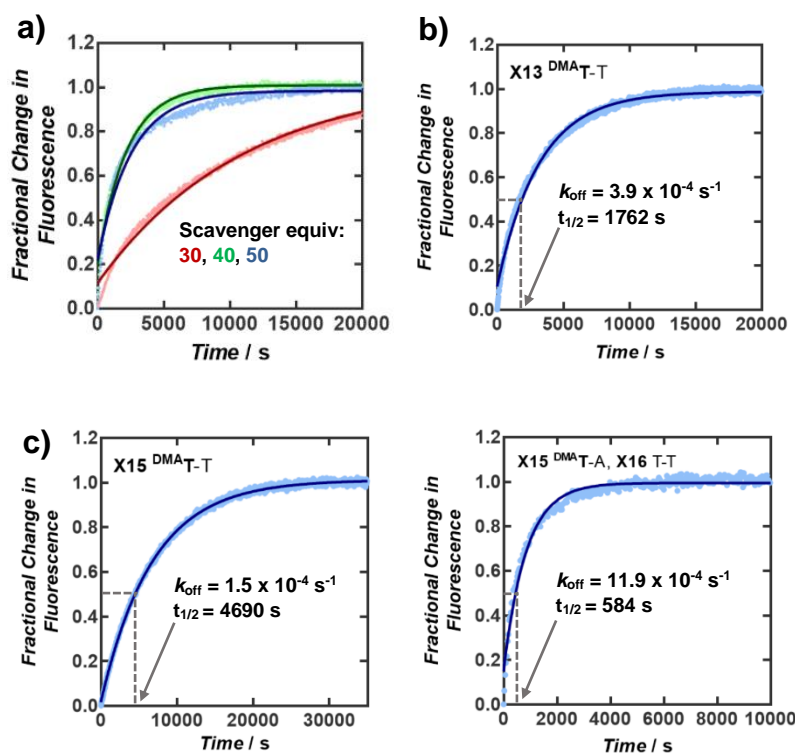 a)
Fractional Change in
Fluorescence
1.2
1.0
0.8
0.6
0.4
0.2
0.0
Scavenger equiv:
30, 40, 50
0
5000
10000
15000
20000
Time / s
b)
Fractional Change in
Fluorescence
1.2
1.0
0.8
0.6
0.4
0.2
0.0
X13 ᴰᴹᴬT-T
koff = 3.9 x 10⁻⁴ s⁻¹
t1/2 = 1762 s
0
5000
10000
15000
20000
Time / s
c)
Fractional Change in
Fluorescence
1.2
1.0
0.8
0.6
0.4
0.2
0.0
X15 ᴰᴹᴬT-T
koff = 1.5 x 10⁻⁴ s⁻¹
t1/2 = 4690 s
0
10000
20000
30000
Time / s
Fractional Change in
Fluorescence
1.2
1.0
0.8
0.6
0.4
0.2
0.0
X15 ᴰᴹᴬT-A, X16 T-T
koff = 11.9 x 10⁻⁴ s⁻¹
t1/2 = 584 s
0
2000
4000
6000
8000
10000
Time / s